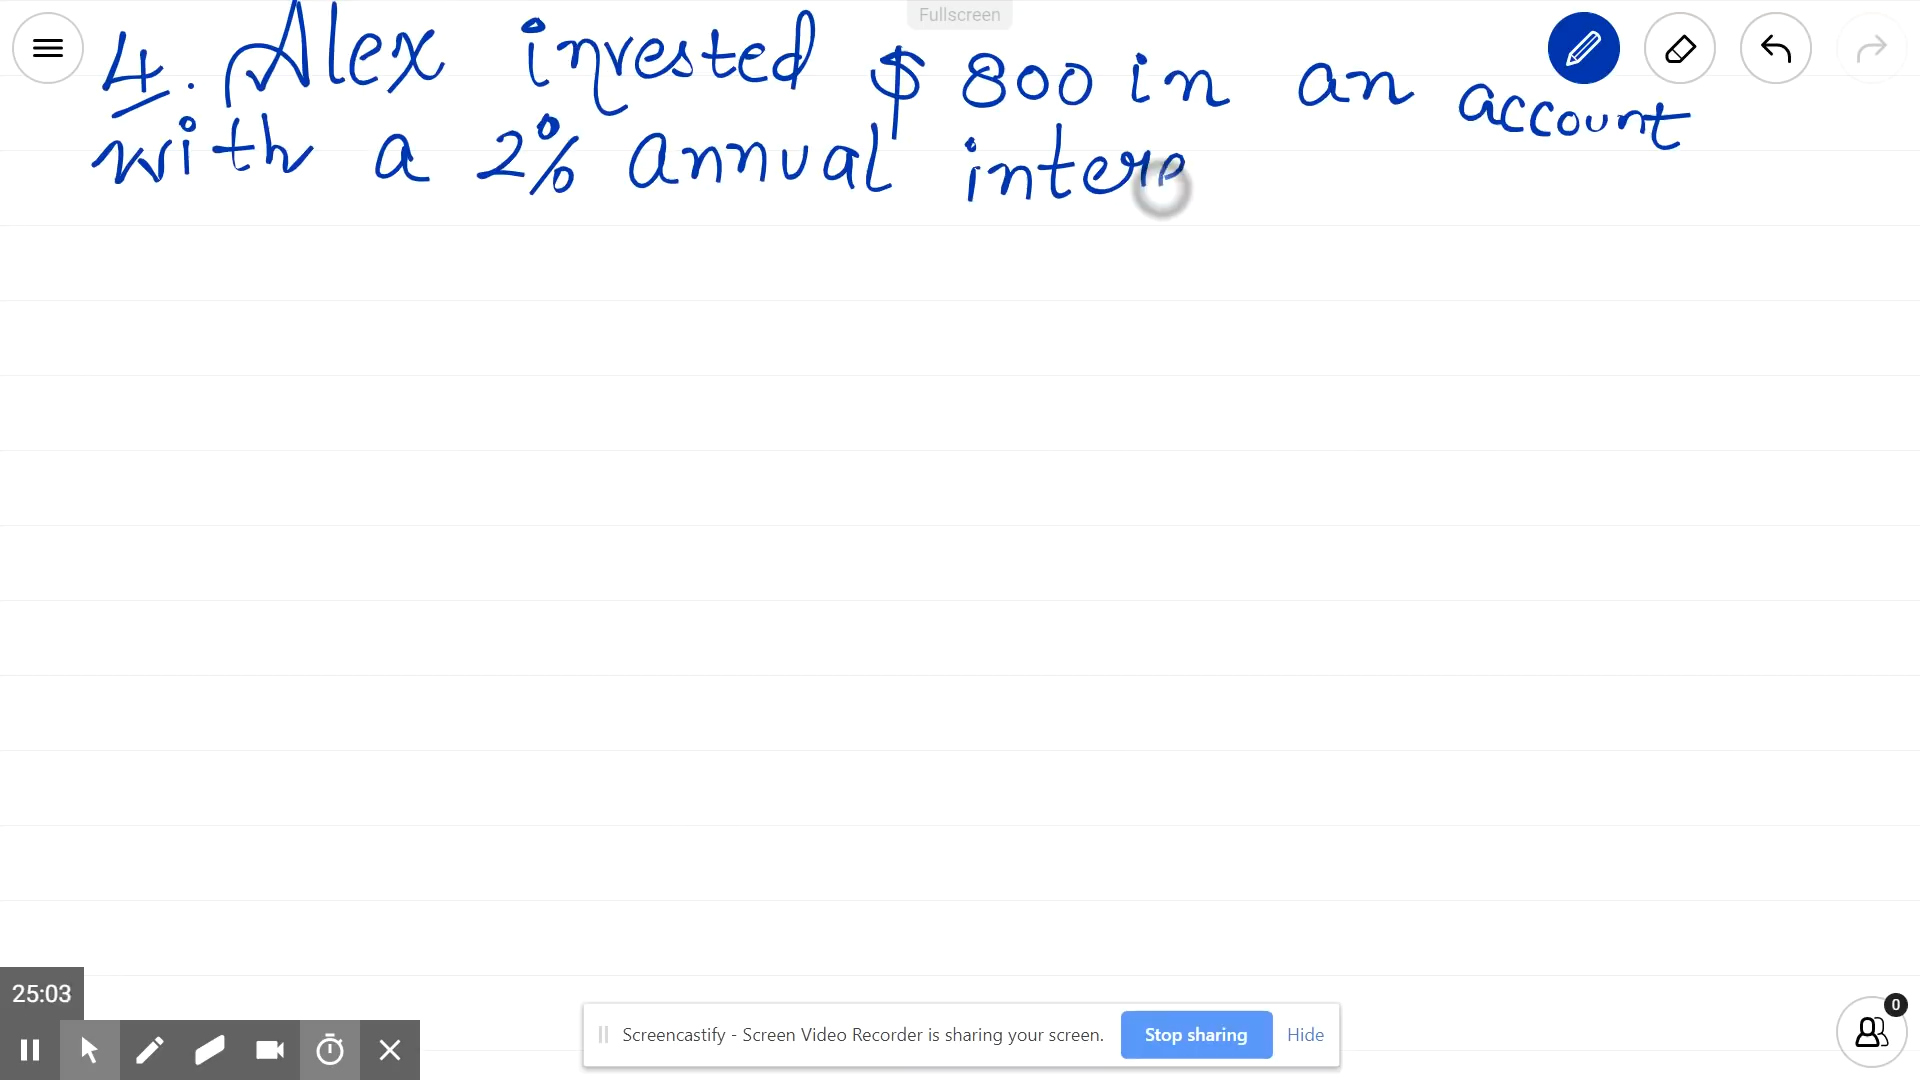 Fullscreen
4. Alex invested $ 800 in an account
with a 2% annual intere
25:03
Screencastify - Screen Video Recorder is sharing your screen. Stop sharing Hide
0